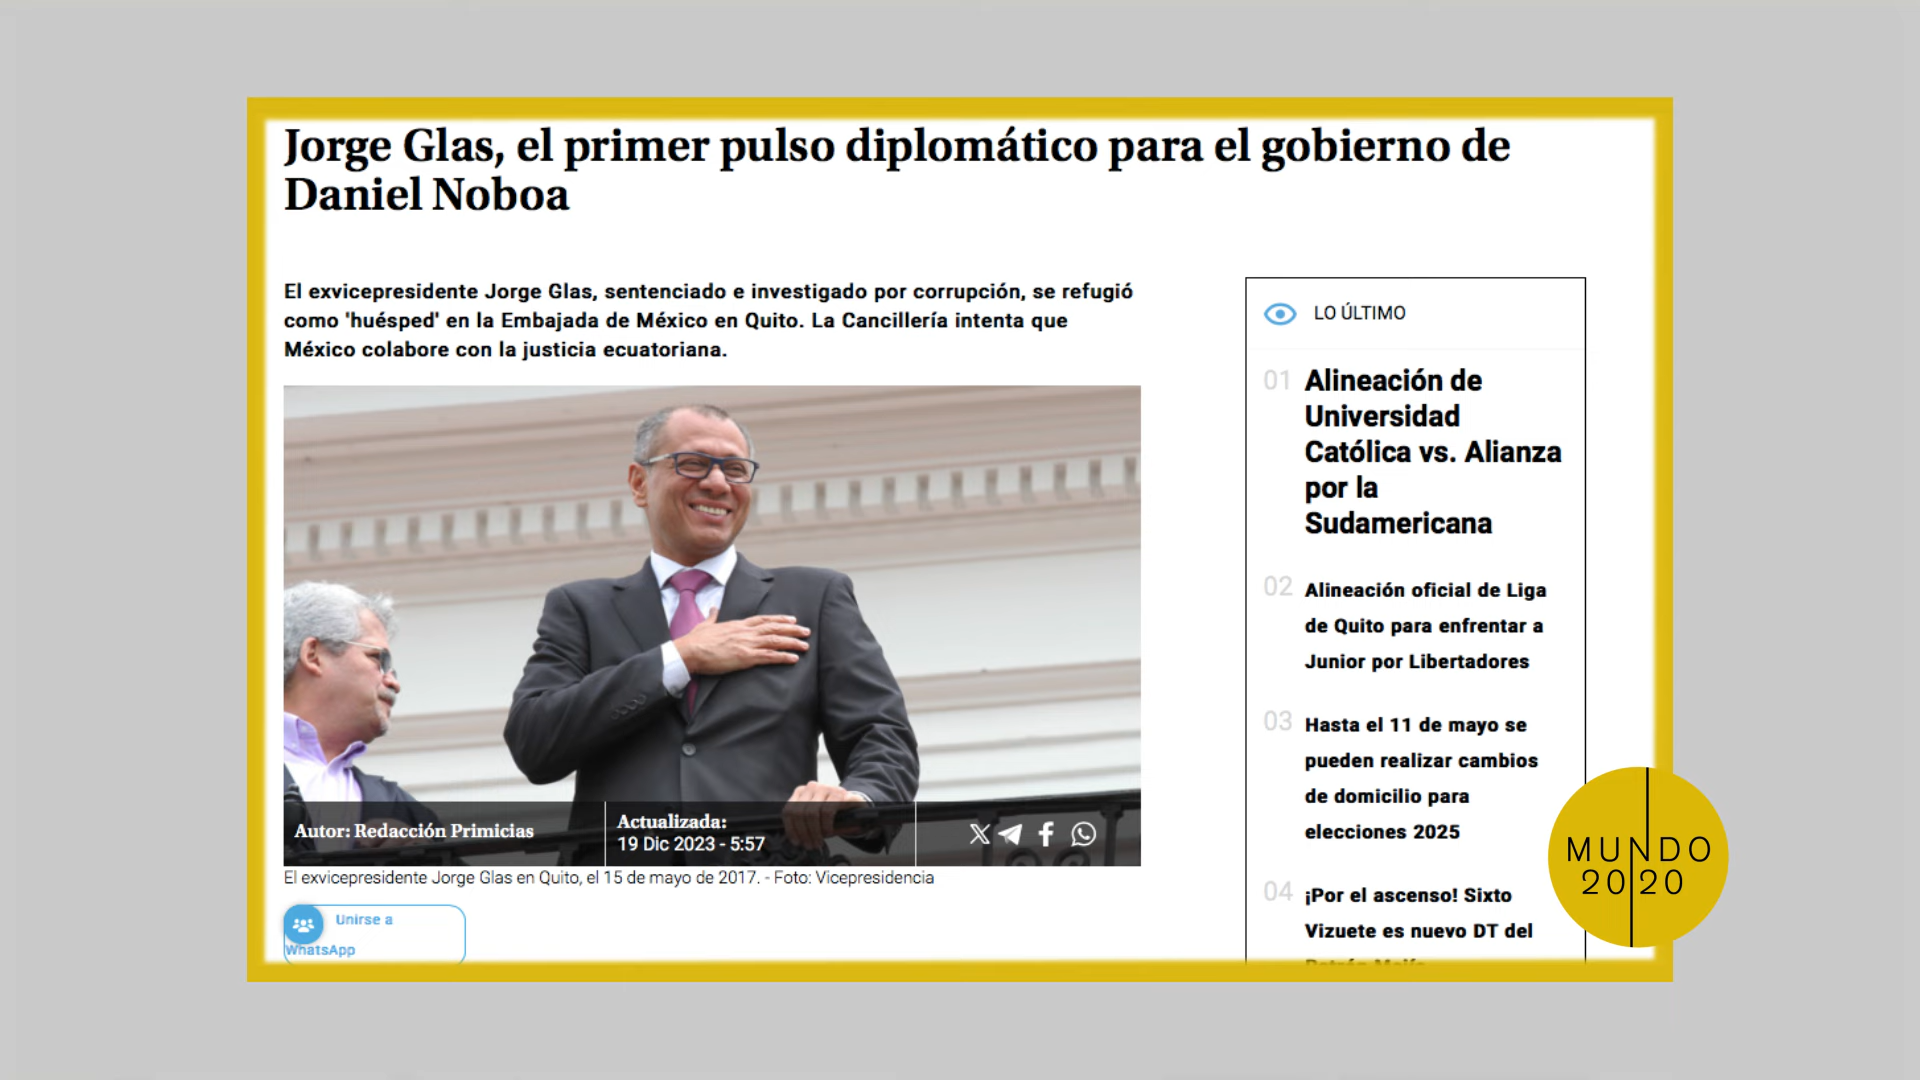 Jorge Glas, el primer pulso diplomático para el gobierno de
Daniel Noboa
El exvicepresidente Jorge Glas, sentenciado e investigado por corrupción, se refugió
como 'huésped' en la Embajada de México en Quito. La Cancillería intenta que
México colabore con la justicia ecuatoriana.
Autor: Redacción Primicias
Actualizada:
19 Dic 2023 - 5:57
El exvicepresidente Jorge Glas en Quito, el 15 de mayo de 2017. - Foto: Vicepresidencia
Unirse a
WhatsApp
LO ÚLTIMO
01 Alineación de
Universidad
Católica vs. Alianza
por la
Sudamericana
02 Alineación oficial de Liga
de Quito para enfrentar a
Junior por Libertadores
03 Hasta el 11 de mayo se
pueden realizar cambios
de domicilio para
elecciones 2025
04 ¡Por el ascenso! Sixto
Vizuete es nuevo DT del
MUNDO
2020